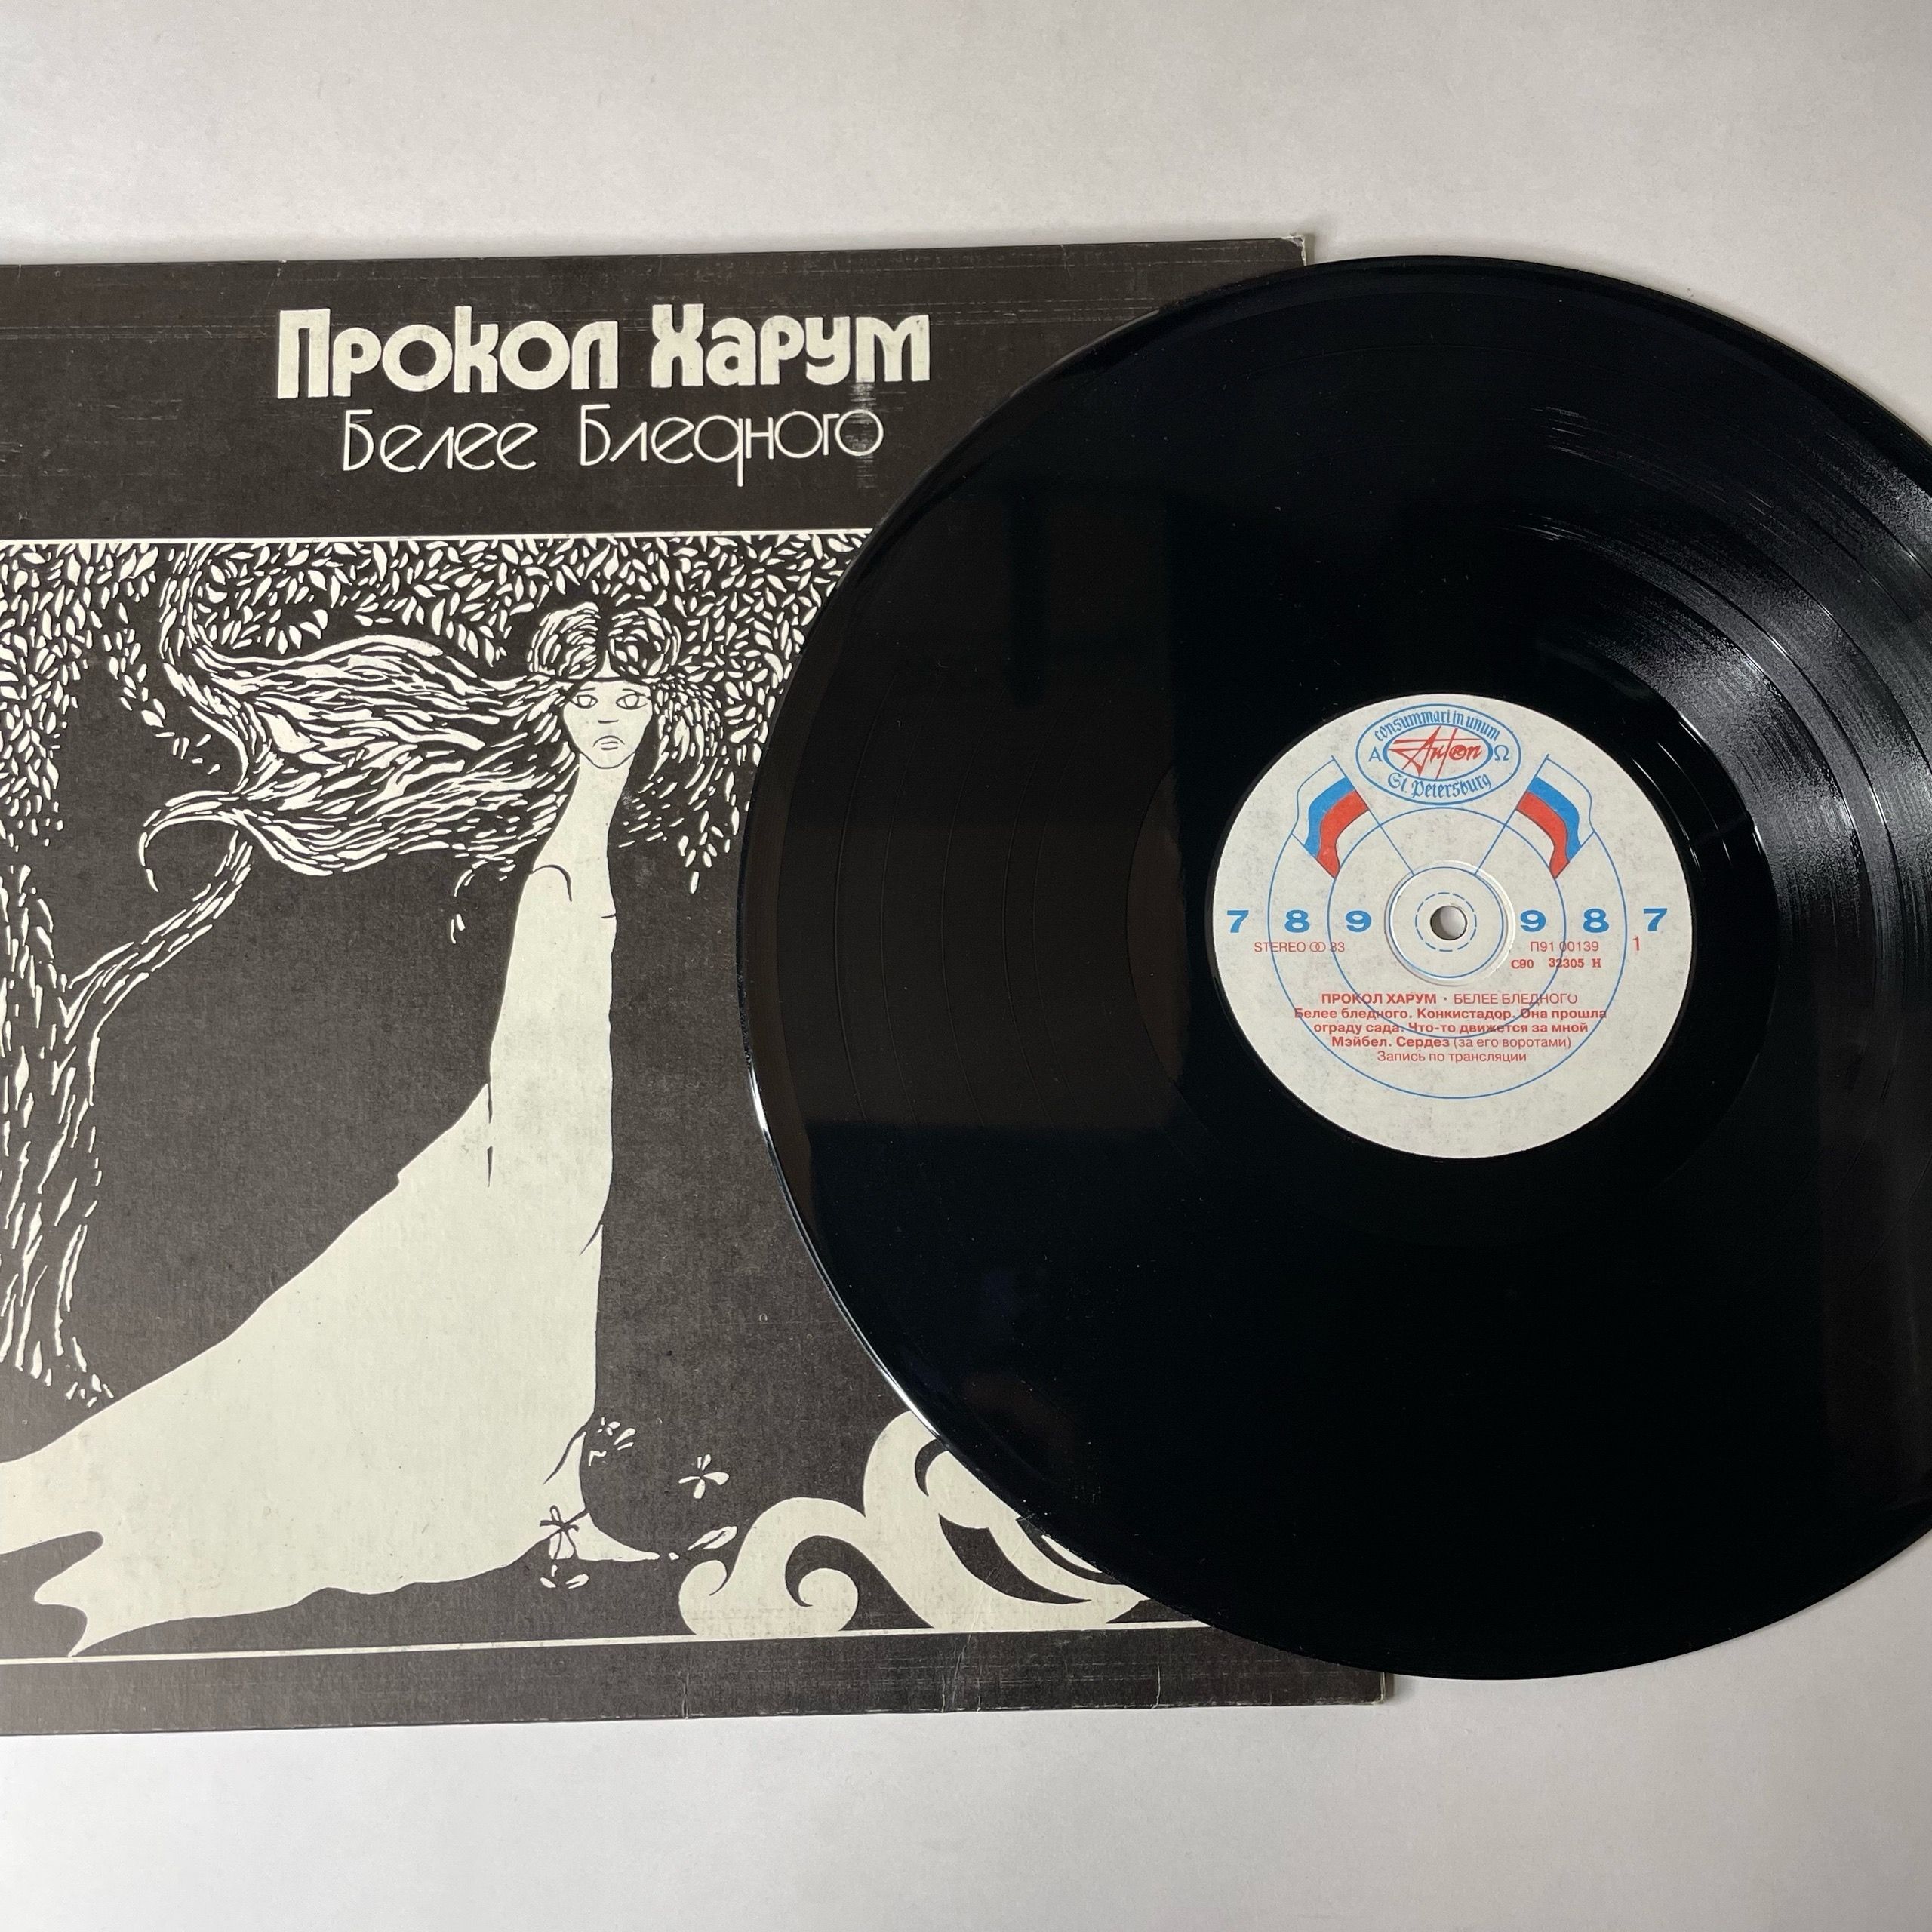 Прокол Харум
Белее Бледного
consummari in unum
Α АнТроп Ω
St. Petersburg
7 8 9 9 8 7
STEREO 33 П91 00139 1
С90 32305 Н
ПРОКОЛ ХАРУМ • БЕЛЕЕ БЛЕДНОГО
Белее бледного. Конкистадор. Она прошла
ограду сада. Что-то движется за мной
Мэйбел. Сердез (за его воротами)
Запись по трансляции